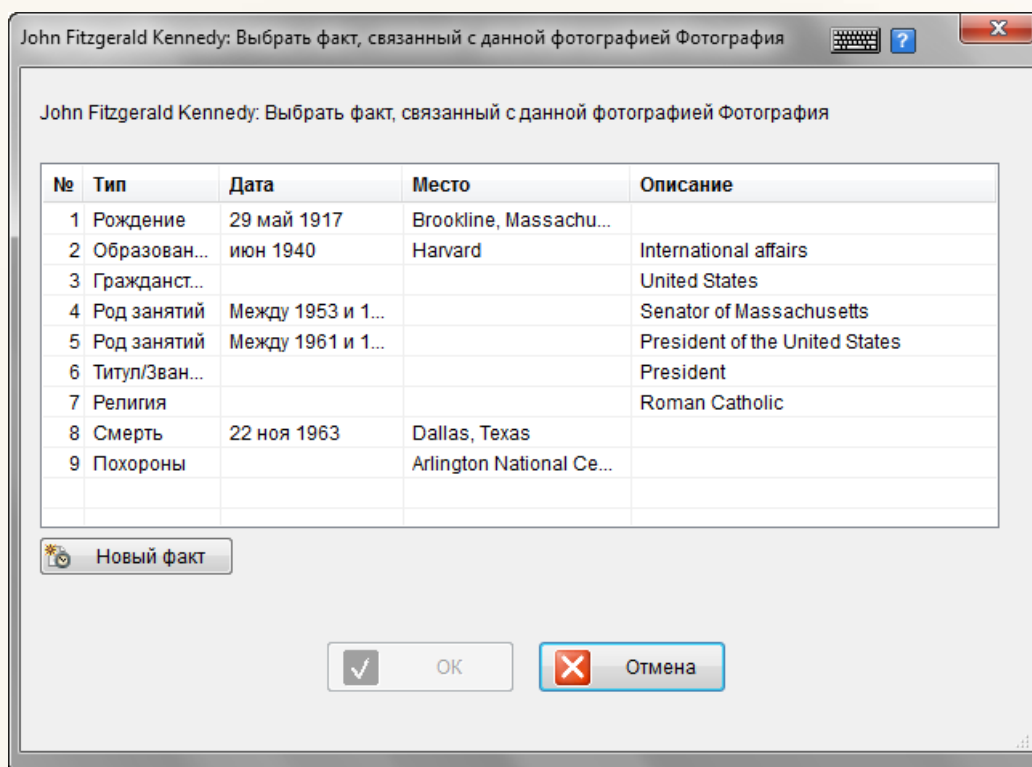 John Fitzgerald Kennedy: Выбрать факт, связанный с данной фотографией Фотография
John Fitzgerald Kennedy: Выбрать факт, связанный с данной фотографией Фотография
№ Тип Дата Место Описание
1 Рождение 29 май 1917 Brookline, Massachu...
2 Образован... июн 1940 Harvard International affairs
3 Гражданст... United States
4 Род занятий Между 1953 и 1... Senator of Massachusetts
5 Род занятий Между 1961 и 1... President of the United States
6 Титул/Зван... President
7 Религия Roman Catholic
8 Смерть 22 ноя 1963 Dallas, Texas
9 Похороны Arlington National Ce...
Новый факт
ОК Отмена